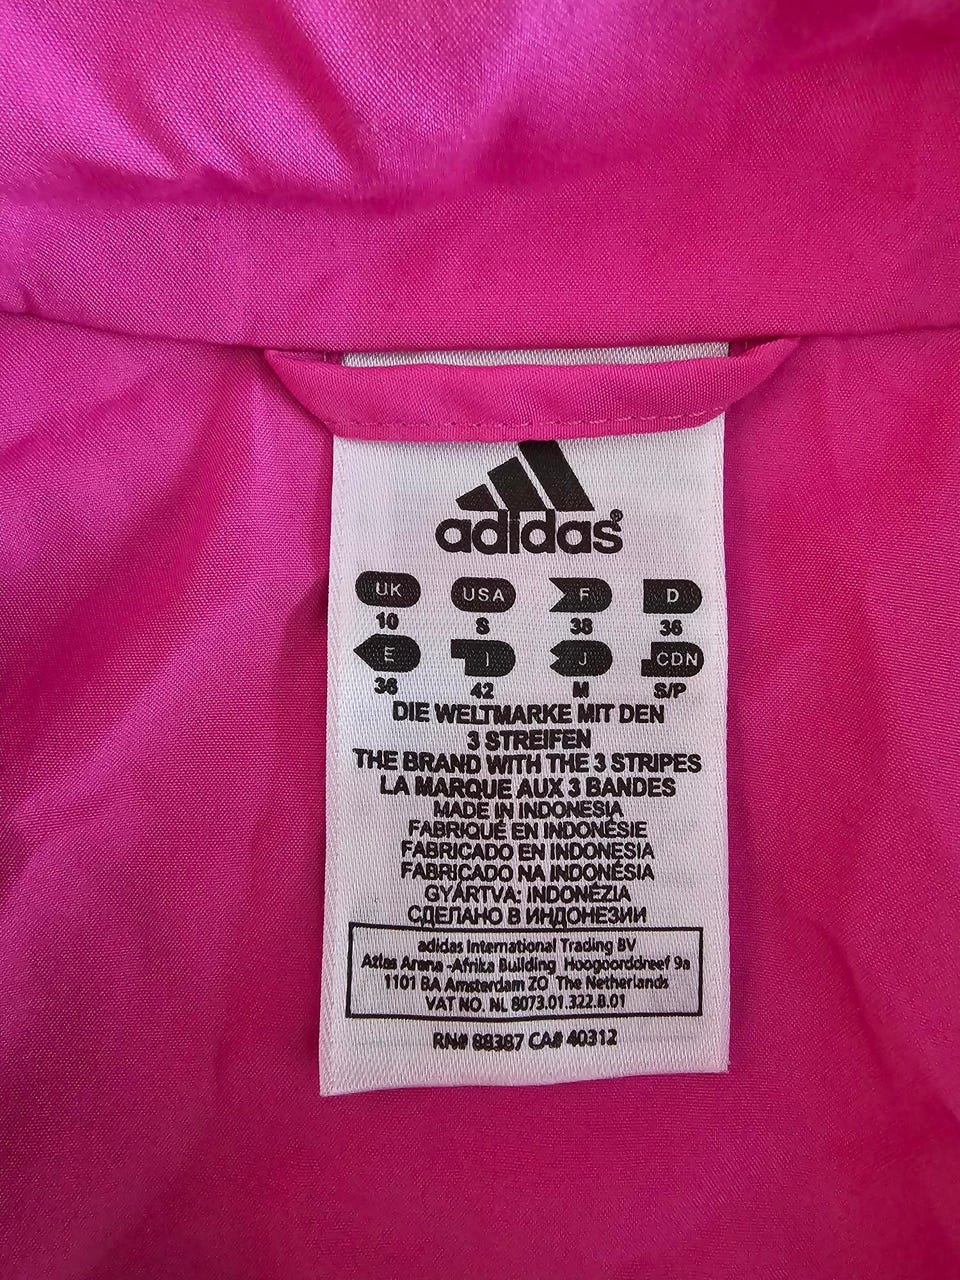 adidas®
UK USA F D
10 S 38 36
E I J CDN
36 42 M S/P
DIE WELTMARKE MIT DEN
3 STREIFEN
THE BRAND WITH THE 3 STRIPES
LA MARQUE AUX 3 BANDES
MADE IN INDONESIA
FABRIQUÉ EN INDONÉSIE
FABRICADO EN INDONESIA
FABRICADO NA INDONÉSIA
GYÁRTVA: INDONÉZIA
СДЕЛАНО В ИНДОНЕЗИИ
adidas International Trading BV
Atlas Arena -Afrika Building Hoogoorddreef 9a
1101 BA Amsterdam ZO The Netherlands
VAT NO. NL 8073.01.322.B.01
RN# 88387 CA# 40312